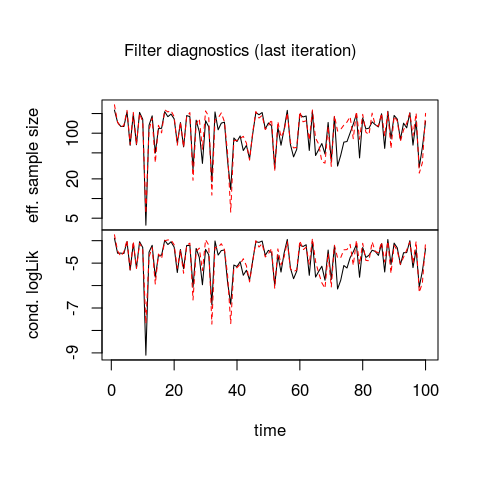 Filter diagnostics (last iteration)
eff. sample size
100
20
5
cond. logLik
-5
-7
-9
0 20 40 60 80 100
time